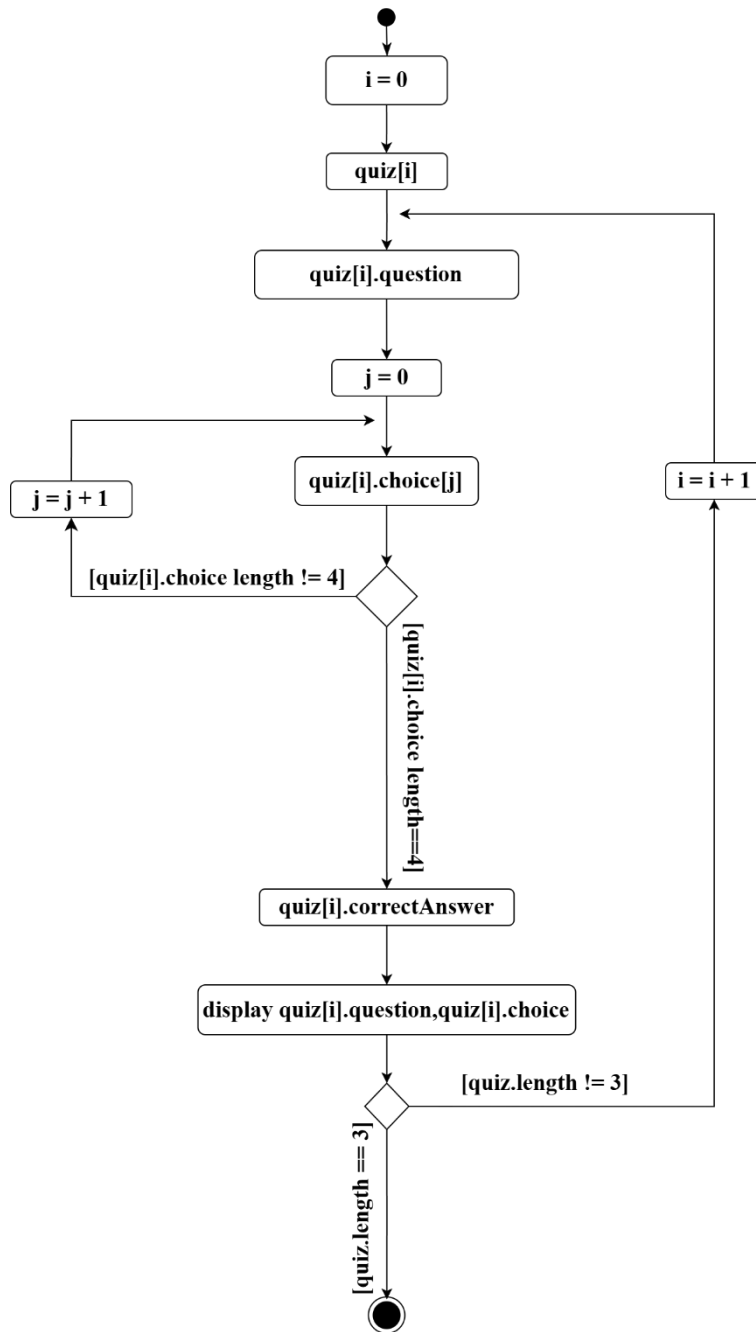 i = 0
quiz[i]
quiz[i].question
j = 0
quiz[i].choice[j]
j = j + 1
i = i + 1
[quiz[i].choice length != 4]
[quiz[i].choice length==4]
quiz[i].correctAnswer
display quiz[i].question,quiz[i].choice
[quiz.length != 3]
[quiz.length == 3]